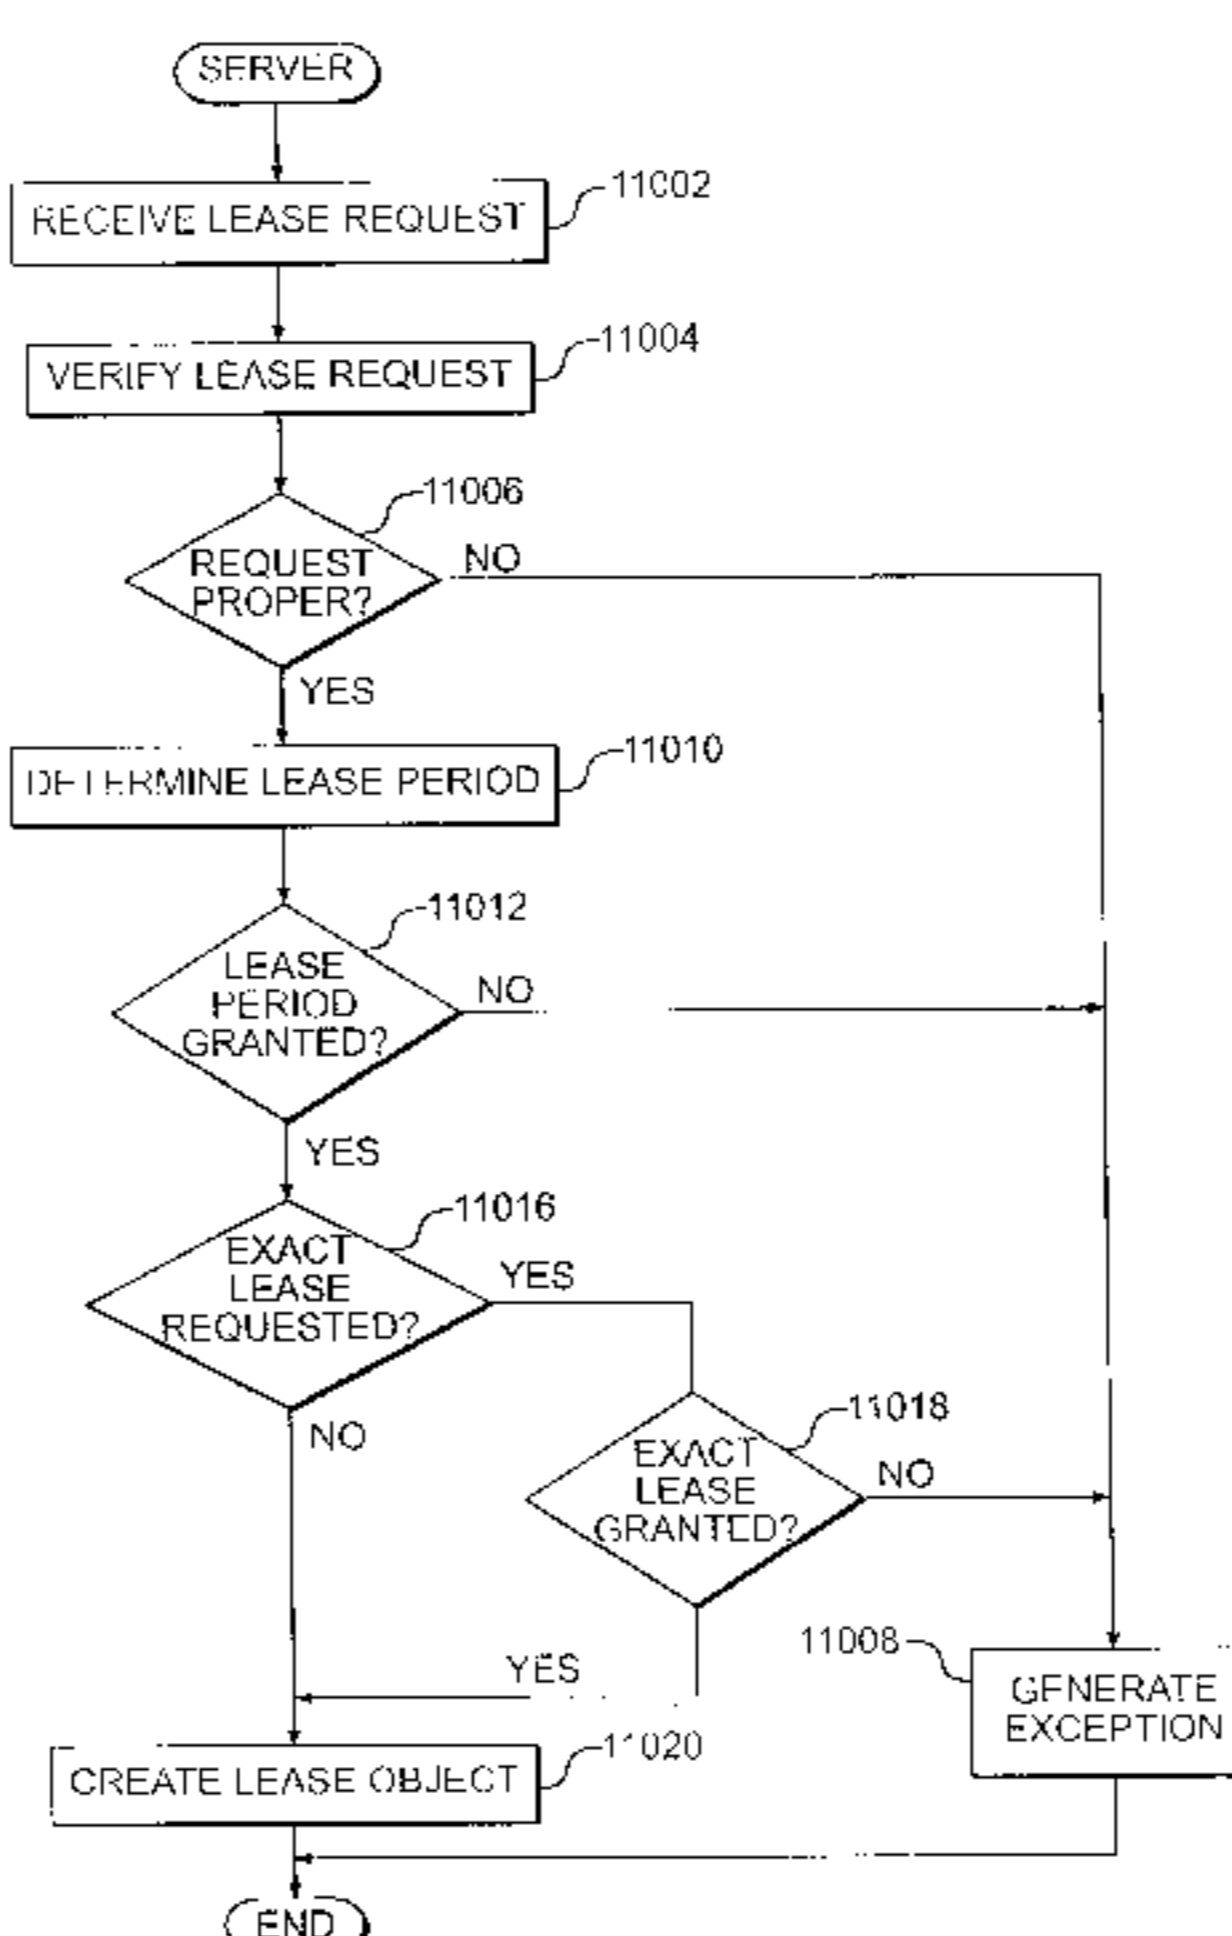 SERVER
11002
RECEIVE LEASE REQUEST
11004
VERIFY LEASE REQUEST
11006
REQUEST
PROPER?
NO
YES
11010
DETERMINE LEASE PERIOD
11012
LEASE
PERIOD
GRANTED?
NO
YES
11016
EXACT
LEASE
REQUESTED?
YES
NO
11018
EXACT
LEASE
GRANTED?
NO
YES
11008
GENERATE
EXCEPTION
11020
CREATE LEASE OBJECT
END